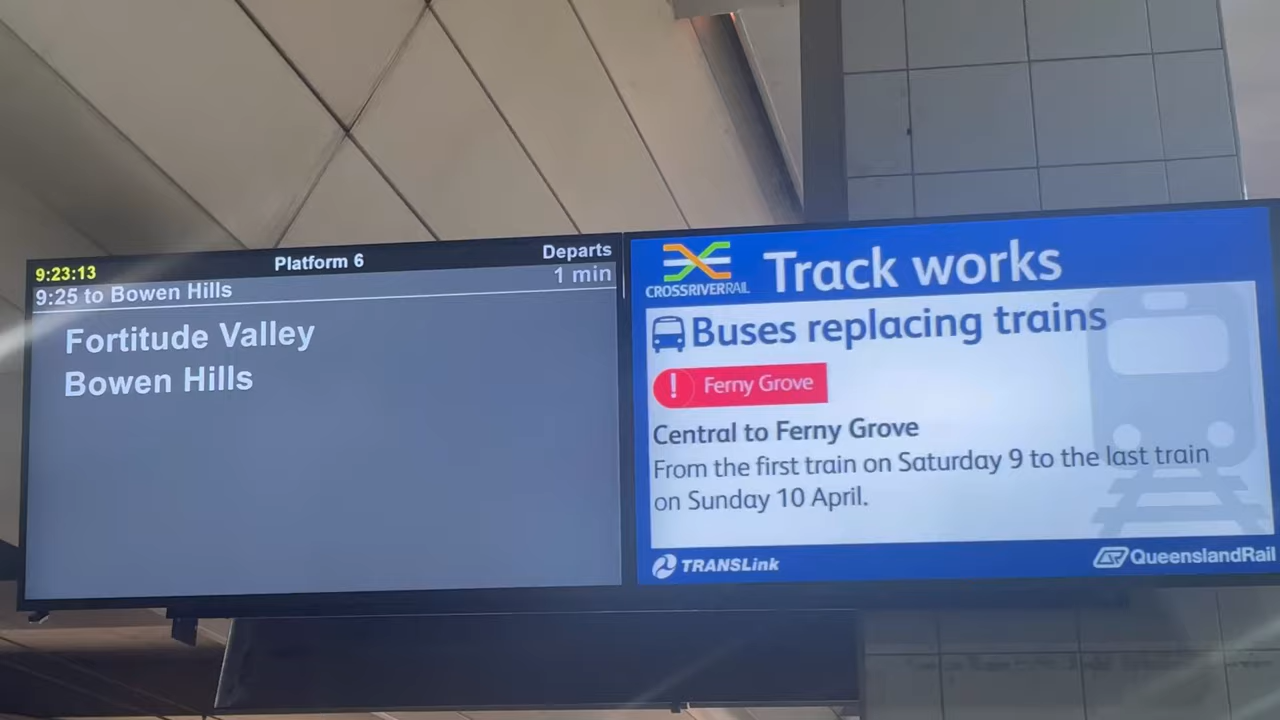 9:23:13
Platform 6
Departs
9:25 to Bowen Hills
1 min
Fortitude Valley
Bowen Hills
CROSSRIVERRAIL
Track works
Buses replacing trains
! Ferny Grove
Central to Ferny Grove
From the first train on Saturday 9 to the last train
on Sunday 10 April.
TRANSLink
QR QueenslandRail